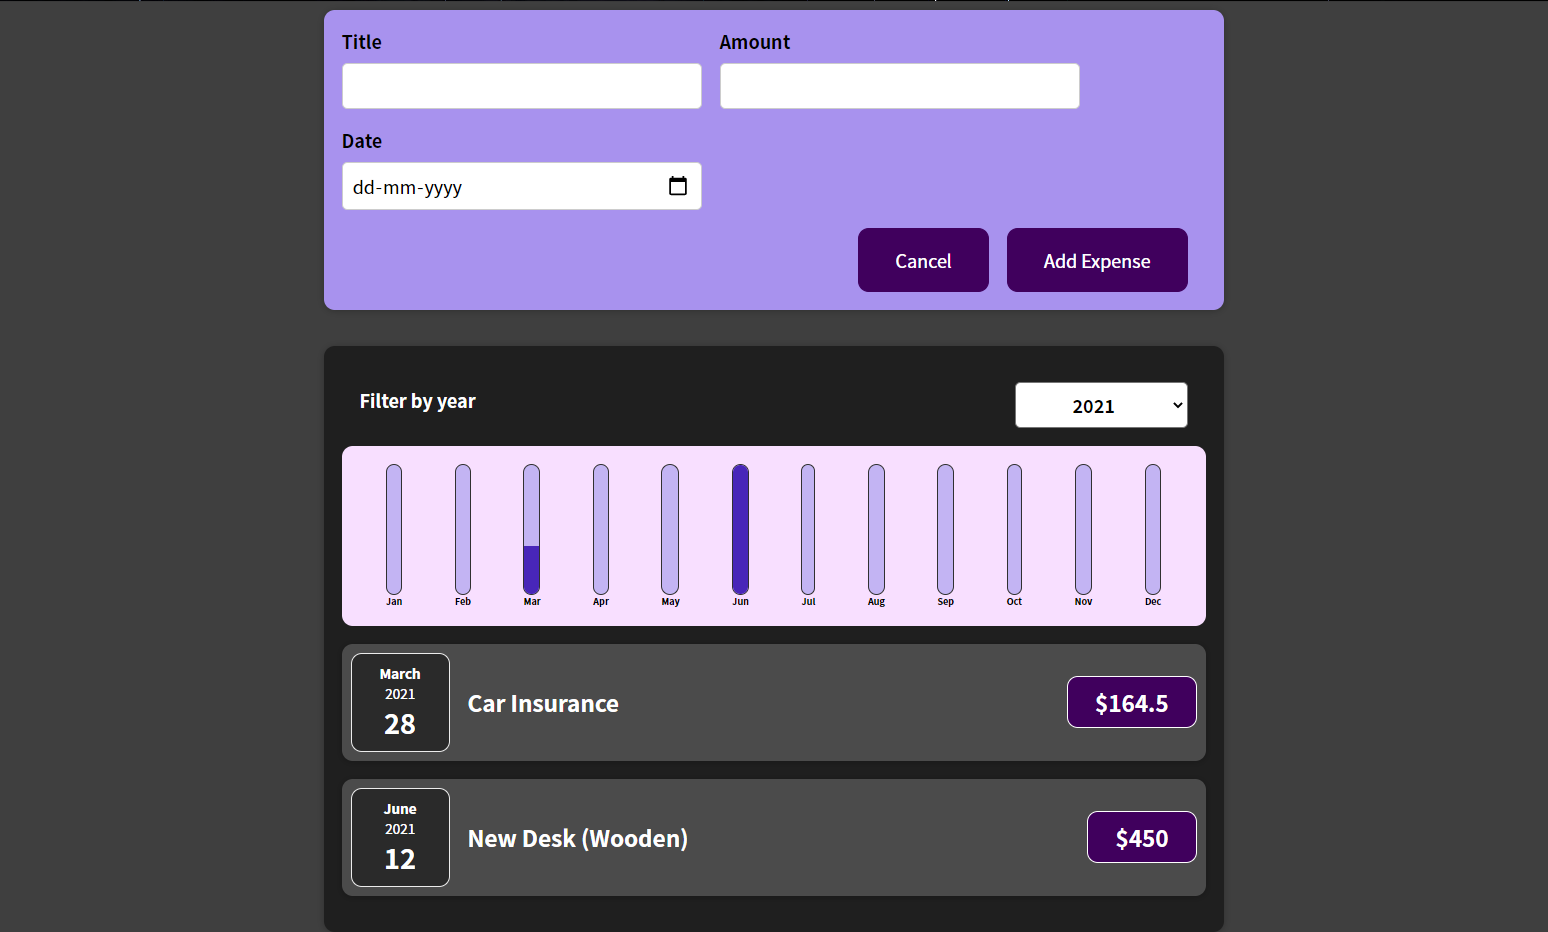 Title
Amount
Date
dd-mm-yyyy
Cancel
Add Expense
Filter by year
2021
Jan
Feb
Mar
Apr
May
Jun
Jul
Aug
Sep
Oct
Nov
Dec
March
2021
28
Car Insurance
$164.5
June
2021
12
New Desk (Wooden)
$450